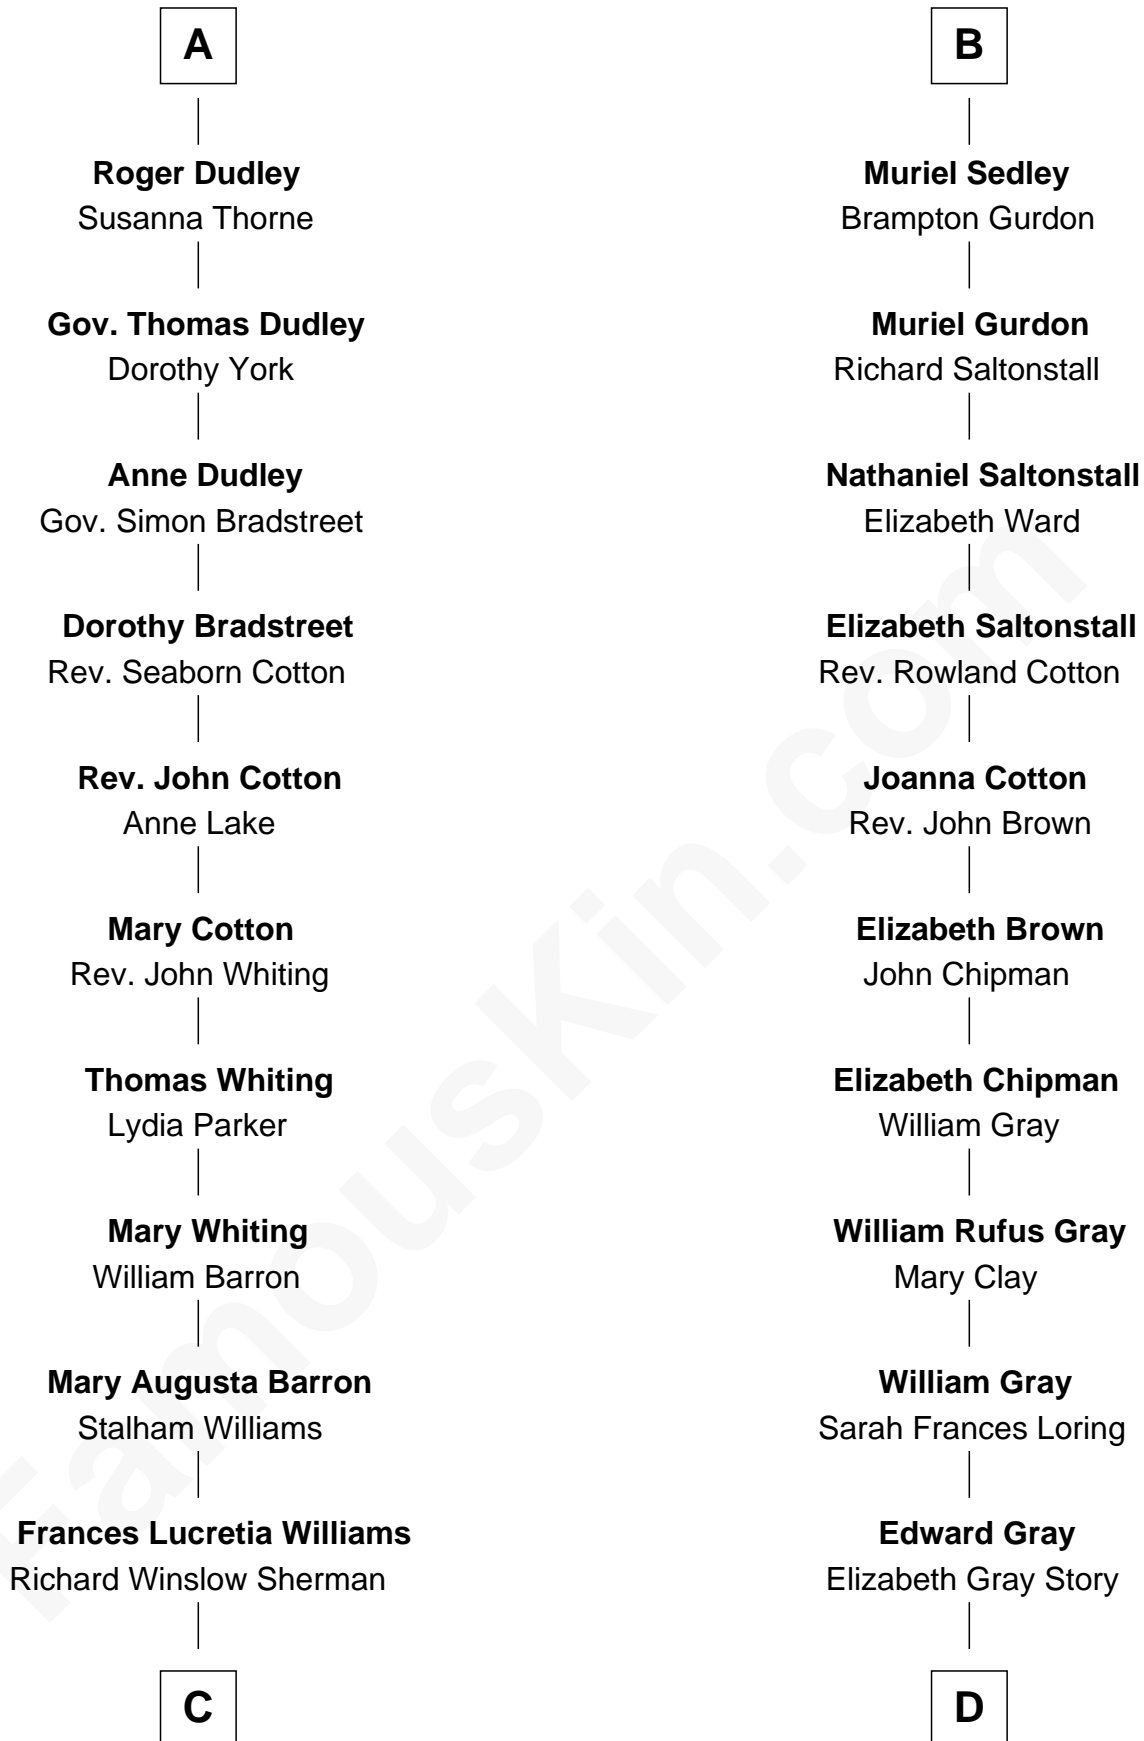 A
Roger Dudley
Susanna Thorne
Gov. Thomas Dudley
Dorothy York
Anne Dudley
Gov. Simon Bradstreet
Dorothy Bradstreet
Rev. Seaborn Cotton
Rev. John Cotton
Anne Lake
Mary Cotton
Rev. John Whiting
Thomas Whiting
Lydia Parker
Mary Whiting
William Barron
Mary Augusta Barron
Stalham Williams
Frances Lucretia Williams
Richard Winslow Sherman
C
B
Muriel Sedley
Brampton Gurdon
Muriel Gurdon
Richard Saltonstall
Nathaniel Saltonstall
Elizabeth Ward
Elizabeth Saltonstall
Rev. Rowland Cotton
Joanna Cotton
Rev. John Brown
Elizabeth Brown
John Chipman
Elizabeth Chipman
William Gray
William Rufus Gray
Mary Clay
William Gray
Sarah Frances Loring
Edward Gray
Elizabeth Gray Story
D
FamousKin.com